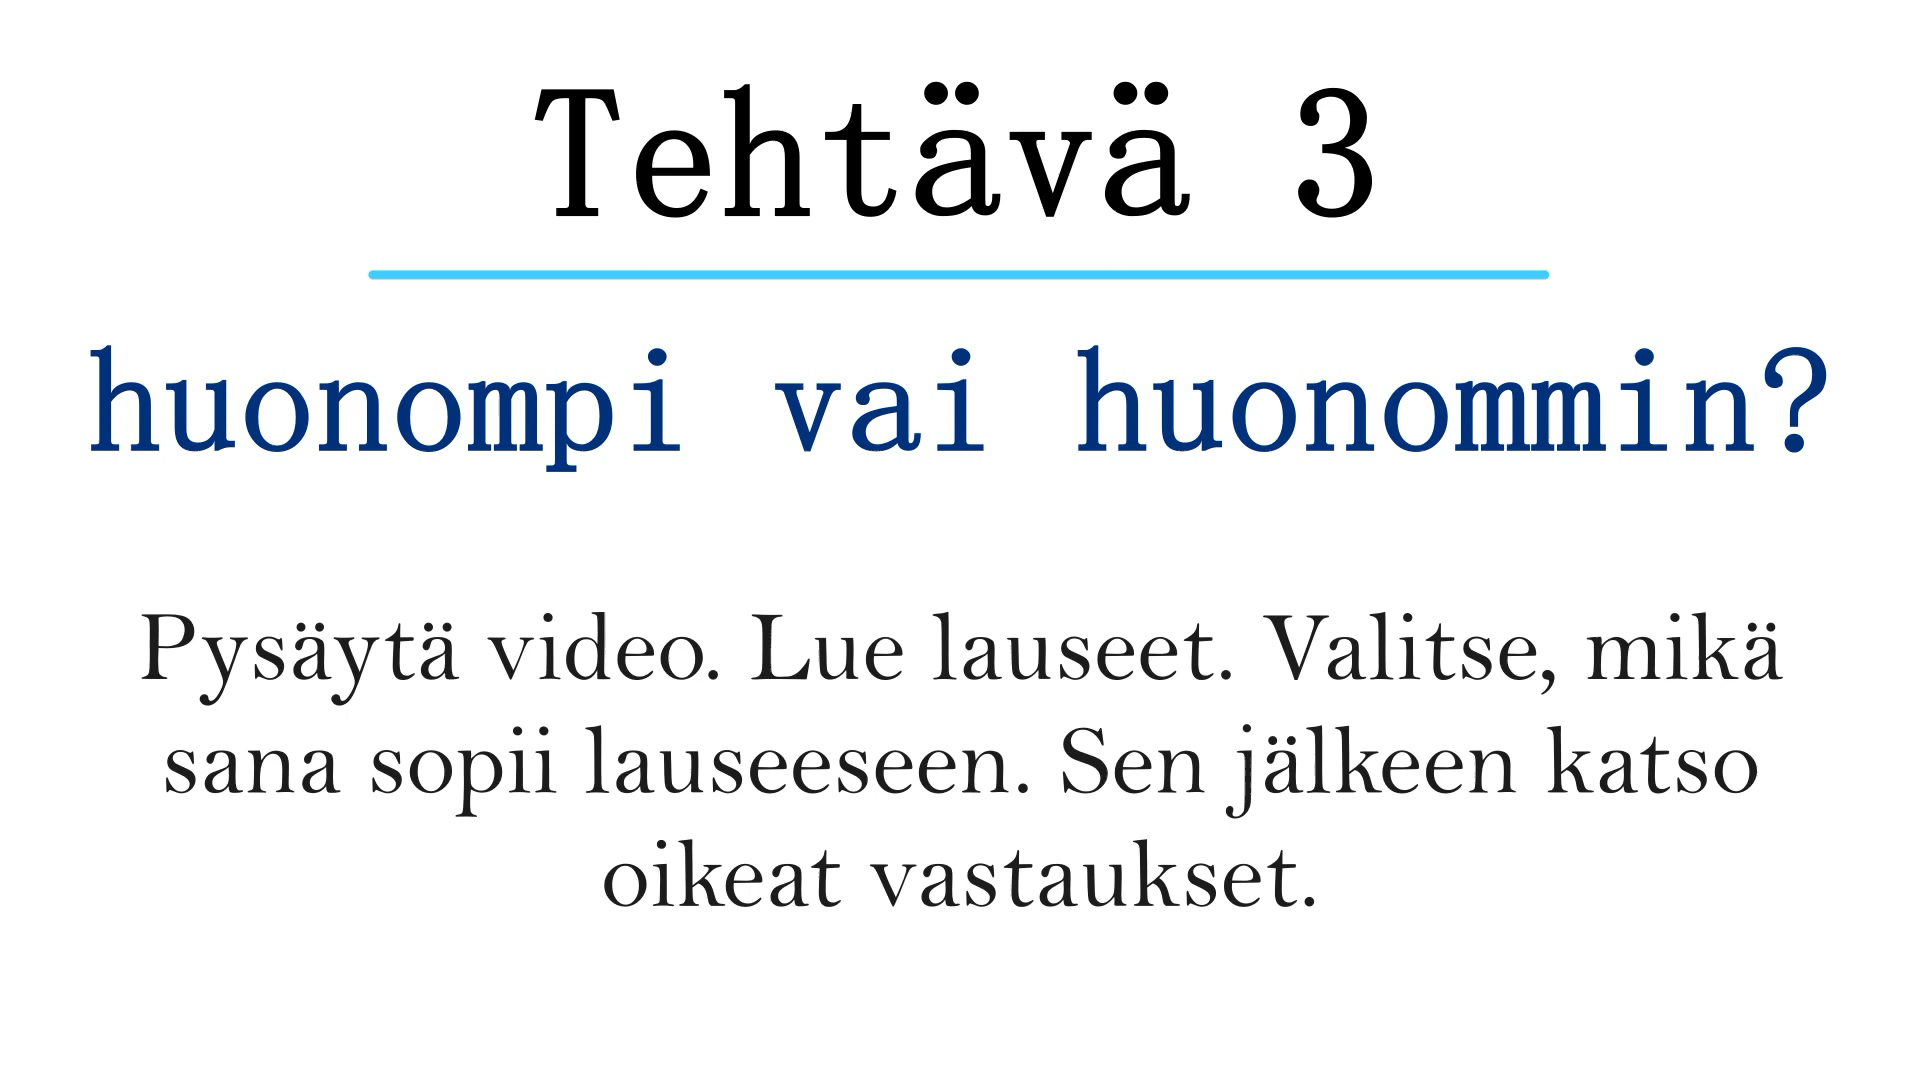 Tehtävä 3
huonompi vai huonommin?
Pysäytä video. Lue lauseet. Valitse, mikä
sana sopii lauseeseen. Sen jälkeen katso
oikeat vastaukset.